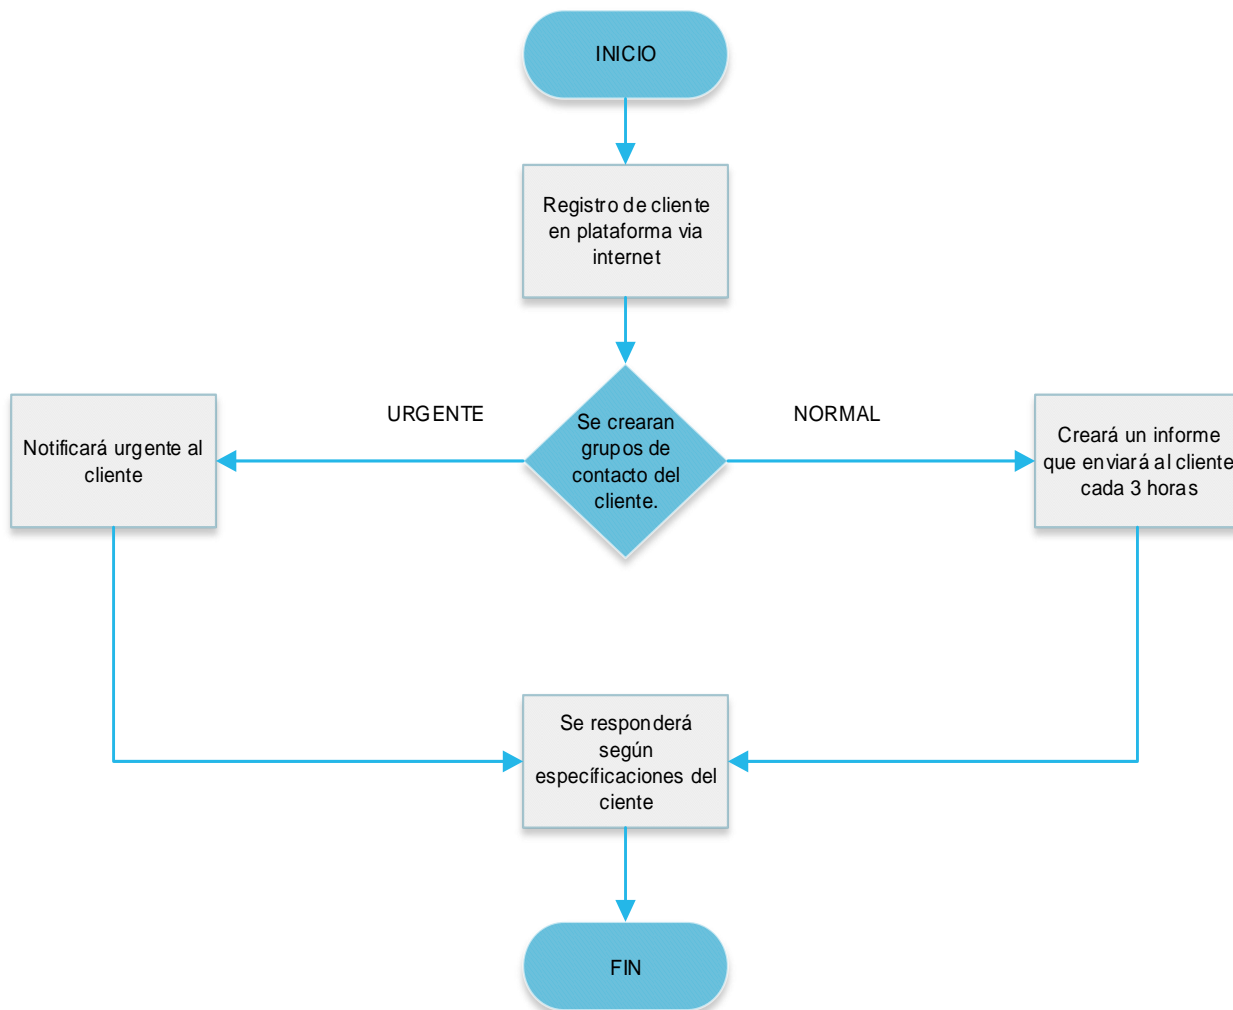 INICIO
Registro de cliente
en plataforma via
internet
URGENTE
NORMAL
Se crearan
grupos de
contacto del
cliente.
Notificará urgente al
cliente
Creará un informe
que enviará al cliente
cada 3 horas
Se responderá
según
específicaciones del
ciente
FIN